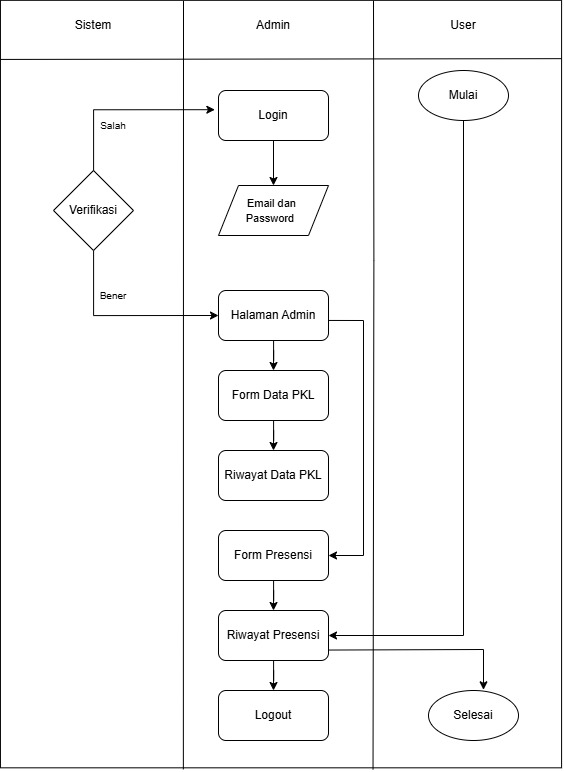 Sistem
Admin
User
Mulai
Login
Salah
Email dan
Password
Verifikasi
Bener
Halaman Admin
Form Data PKL
Riwayat Data PKL
Form Presensi
Riwayat Presensi
Logout
Selesai